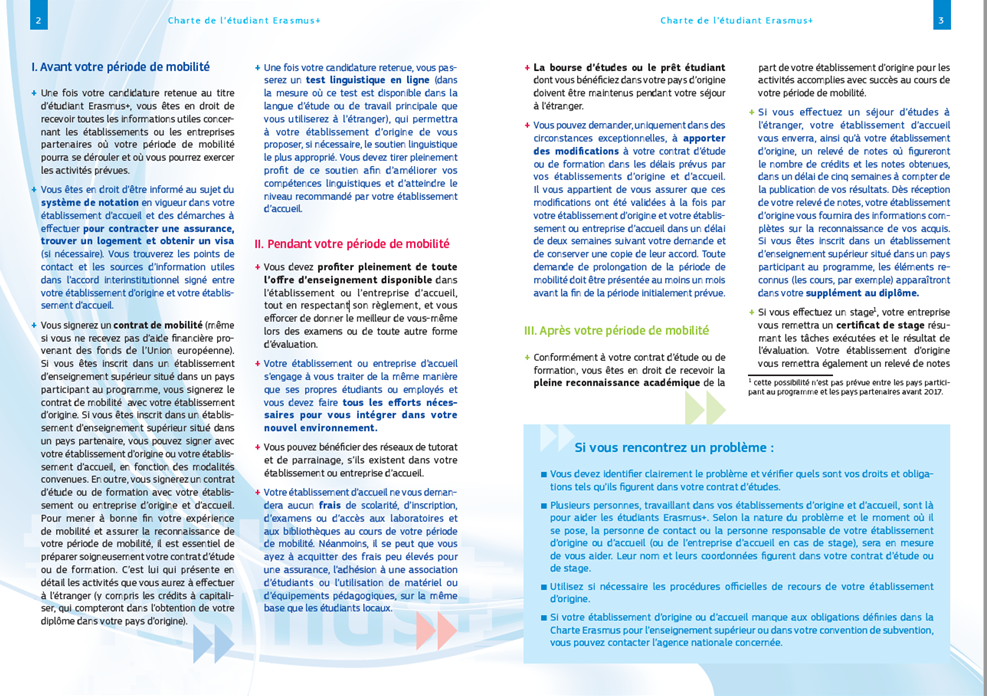 2
Charte de l'étudiant Erasmus+
I. Avant votre période de mobilité
+ Une fois votre candidature retenue au titre
d'étudiant Erasmus+, vous êtes en droit de
recevoir toutes les informations utiles concer-
nant les établissements ou les entreprises
partenaires où votre période de mobilité
pourra se dérouler et où vous pourrez exercer
les activités prévues.
+ Vous êtes en droit d'être informé au sujet du
système de notation en vigueur dans votre
établissement d'accueil et des démarches à
effectuer pour contracter une assurance,
trouver un logement et obtenir un visa
(si nécessaire). Vous trouverez les points de
contact et les sources d'information utiles
dans l'accord interinstitutionnel signé entre
votre établissement d'origine et votre établis-
sement d'accueil.
+ Vous signerez un contrat de mobilité (même
si vous ne recevez pas d'aide financière pro-
venant des fonds de l'Union européenne).
Si vous êtes inscrit dans un établissement
d'enseignement supérieur situé dans un pays
participant au programme, vous signerez le
contrat de mobilité avec votre établissement
d'origine. Si vous êtes inscrit dans un établis-
sement d'enseignement supérieur situé dans
un pays partenaire, vous pouvez signer avec
votre établissement d'origine ou votre établis-
sement d'accueil, en fonction des modalités
convenues. En outre, vous signerez un contrat
d'étude ou de formation avec votre établis-
sement ou entreprise d'origine et d'accueil.
Pour mener à bonne fin votre expérience
de mobilité et assurer la reconnaissance de
votre période de mobilité, il est essentiel de
préparer soigneusement votre contrat d'étude
ou de formation. C'est lui qui présente en
détail les activités que vous aurez à effectuer
à l'étranger (y compris les crédits à capitali-
ser, qui compteront dans l'obtention de votre
diplôme dans votre pays d'origine).
+ Une fois votre candidature retenue, vous pas-
serez un test linguistique en ligne (dans
la mesure où ce test est disponible dans la
langue d'étude ou de travail principale que
vous utiliserez à l'étranger), qui permettra
à votre établissement d'origine de vous
proposer, si nécessaire, le soutien linguistique
le plus approprié. Vous devez tirer pleinement
profit de ce soutien afin d'améliorer vos
compétences linguistiques et d'atteindre le
niveau recommandé par votre établissement
d'accueil.
II. Pendant votre période de mobilité
+ Vous devez profiter pleinement de toute
l'offre d'enseignement disponible dans
l'établissement ou l'entreprise d'accueil,
tout en respectant son règlement, et vous
efforcer de donner le meilleur de vous-même
lors des examens ou de toute autre forme
d'évaluation.
+ Votre établissement ou entreprise d'accueil
s'engage à vous traiter de la même manière
que ses propres étudiants ou employés et
vous devez faire tous les efforts néces-
saires pour vous intégrer dans votre
nouvel environnement.
+ Vous pouvez bénéficier des réseaux de tutorat
et de parrainage, s'ils existent dans votre
établissement ou entreprise d'accueil.
+ Votre établissement d'accueil ne vous deman-
dera aucun frais de scolarité, d'inscription,
d'examens ou d'accès aux laboratoires et
aux bibliothèques au cours de votre période
de mobilité. Néanmoins, il se peut que vous
ayez à acquitter des frais peu élevés pour
une assurance, l'adhésion à une association
d'étudiants ou l'utilisation de matériel ou
d'équipements pédagogiques, sur la même
base que les étudiants locaux.
Charte de l'étudiant Erasmus+
3
+ La bourse d'études ou le prêt étudiant
dont vous bénéficiez dans votre pays d'origine
doivent être maintenus pendant votre séjour
à l'étranger.
+ Vous pouvez demander, uniquement dans des
circonstances exceptionnelles, à apporter
des modifications à votre contrat d'étude
ou de formation dans les délais prévus par
vos établissements d'origine et d'accueil.
Il vous appartient de vous assurer que ces
modifications ont été validées à la fois par
votre établissement d'origine et votre établis-
sement ou entreprise d'accueil dans un délai
de deux semaines suivant votre demande et
de conserver une copie de leur accord. Toute
demande de prolongation de la période de
mobilité doit être présentée au moins un mois
avant la fin de la période initialement prévue.
III. Après votre période de mobilité
+ Conformément à votre contrat d'étude ou de
formation, vous êtes en droit de recevoir la
pleine reconnaissance académique de la
part de votre établissement d'origine pour les
activités accomplies avec succès au cours de
votre période de mobilité.
+ Si vous effectuez un séjour d'études à
l'étranger, votre établissement d'accueil
vous enverra, ainsi qu'à votre établissement
d'origine, un relevé de notes où figureront
le nombre de crédits et les notes obtenues,
dans un délai de cinq semaines à compter de
la publication de vos résultats. Dès réception
de votre relevé de notes, votre établissement
d'origine vous fournira des informations com-
plètes sur la reconnaissance de vos acquis.
Si vous êtes inscrit dans un établissement
d'enseignement supérieur situé dans un pays
participant au programme, les éléments re-
connus (les cours, par exemple) apparaîtront
dans votre supplément au diplôme.
+ Si vous effectuez un stage¹, votre entreprise
vous remettra un certificat de stage résu-
mant les tâches exécutées et le résultat de
l'évaluation. Votre établissement d'origine
vous remettra également un relevé de notes
¹ cette possibilité n'est pas prévue entre les pays partici-
pant au programme et les pays partenaires avant 2017.
Si vous rencontrez un problème :
■ Vous devez identifier clairement le problème et vérifier quels sont vos droits et obliga-
tions tels qu'ils figurent dans votre contrat d'études.
■ Plusieurs personnes, travaillant dans vos établissements d'origine et d'accueil, sont là
pour aider les étudiants Erasmus+. Selon la nature du problème et le moment où il
se pose, la personne de contact ou la personne responsable de votre établissement
d'origine ou d'accueil (ou de l'entreprise d'accueil en cas de stage), sera en mesure
de vous aider. Leur nom et leurs coordonnées figurent dans votre contrat d'étude ou
de stage.
■ Utilisez si nécessaire les procédures officielles de recours de votre établissement
d'origine.
■ Si votre établissement d'origine ou d'accueil manque aux obligations définies dans la
Charte Erasmus pour l'enseignement supérieur ou dans votre convention de subvention,
vous pouvez contacter l'agence nationale concernée.